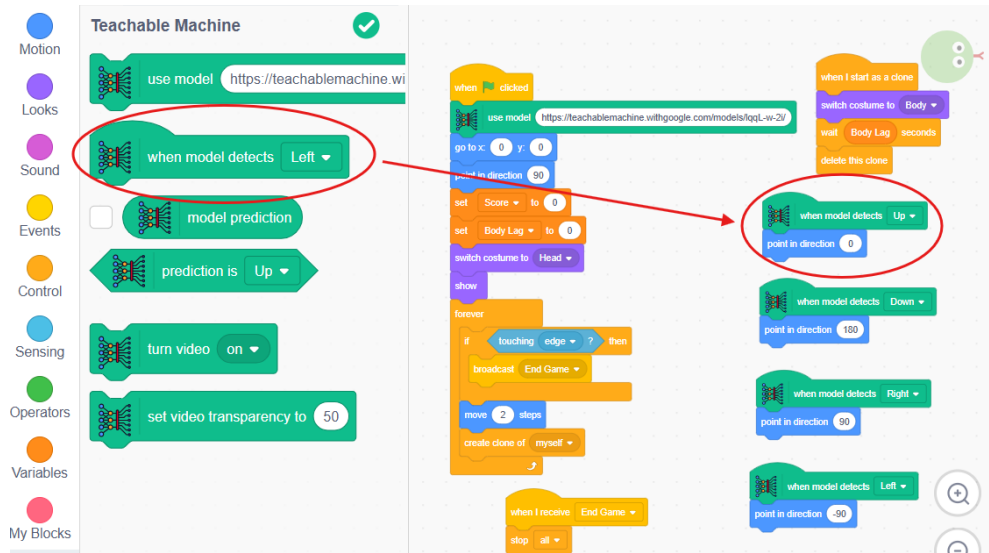 Motion
Looks
Sound
Events
Control
Sensing
Operators
Variables
My Blocks
Teachable Machine
use model https://teachablemachine.wi
when model detects Left
model prediction
prediction is Up
turn video on
set video transparency to 50
when clicked
use model https://teachablemachine.withgoogle.com/models/lqqL-w-2i/
go to x: 0 y: 0
point in direction 90
set Score to 0
set Body Lag to 0
switch costume to Head
show
forever
if touching edge ? then
broadcast End Game
move 2 steps
create clone of myself
when I receive End Game
stop all
when I start as a clone
switch costume to Body
wait Body Lag seconds
delete this clone
when model detects Up
point in direction 0
when model detects Down
point in direction 180
when model detects Right
point in direction 90
when model detects Left
point in direction -90